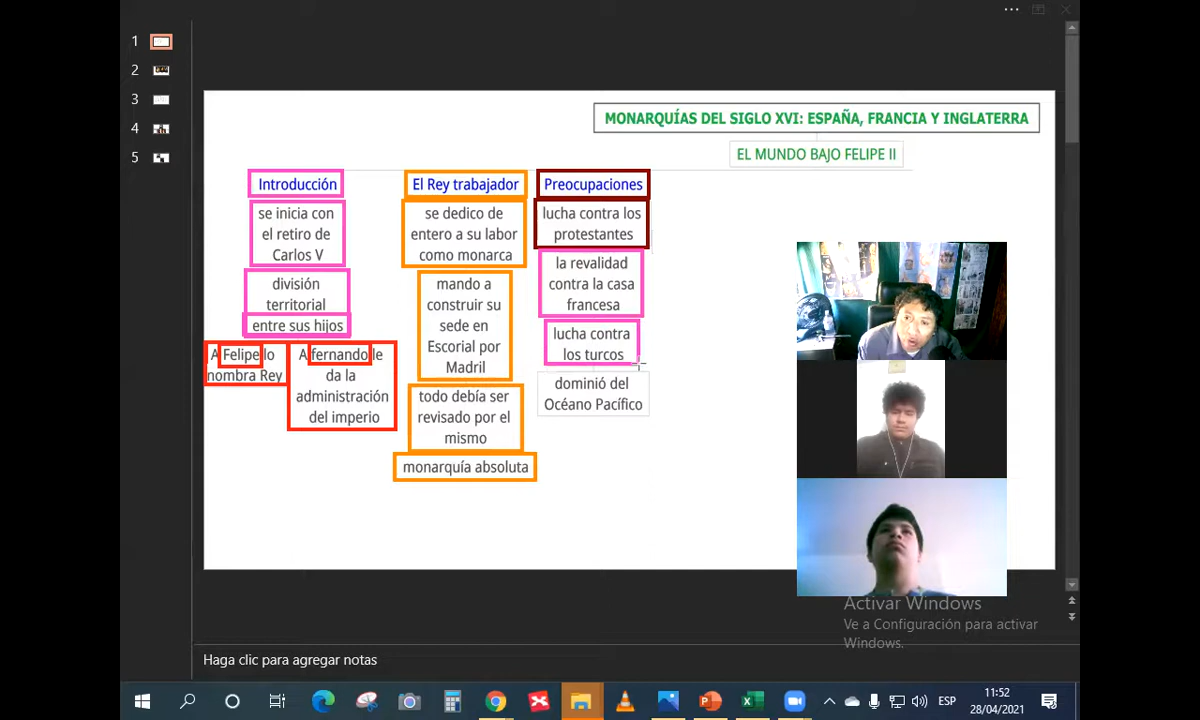 1
2
3
4
5
MONARQUÍAS DEL SIGLO XVI: ESPAÑA, FRANCIA Y INGLATERRA
EL MUNDO BAJO FELIPE II
Introducción
se inicia con
el retiro de
Carlos V
división
territorial
entre sus hijos
A Felipe lo
nombra Rey
A fernando le
da la
administración
del imperio
El Rey trabajador
se dedico de
entero a su labor
como monarca
mando a
construir su
sede en
Escorial por
Madrid
todo debía ser
revisado por el
mismo
monarquía absoluta
Preocupaciones
lucha contra los
protestantes
la revalidad
contra la casa
francesa
lucha contra
los turcos
dominió del
Océano Pacífico
Activar Windows
Ve a Configuración para activar
Windows.
Haga clic para agregar notas
ESP
11:52
28/04/2021